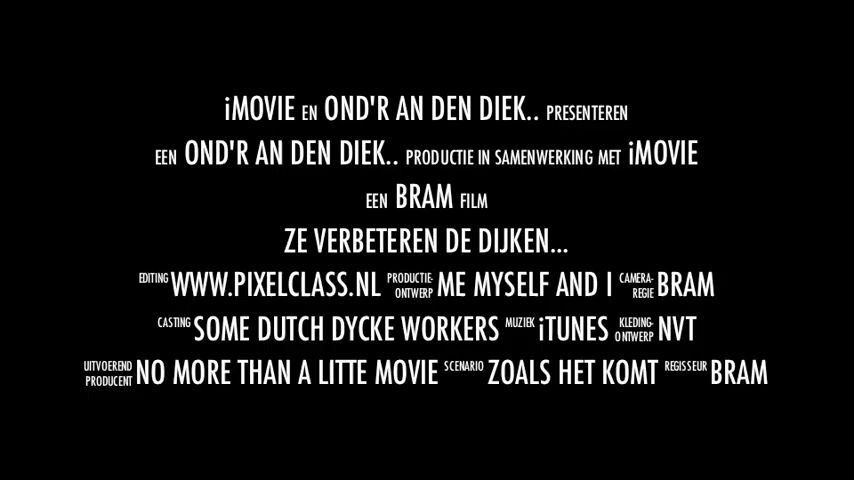 iMOVIE EN OND'R AN DEN DIEK.. PRESENTEREN
EEN OND'R AN DEN DIEK.. PRODUCTIE IN SAMENWERKING MET iMOVIE
EEN BRAM FILM
ZE VERBETEREN DE DIJKEN...
EDITING WWW.PIXELCLASS.NL PRODUCTIE-ONTWERP ME MYSELF AND I CAMERA-REGIE BRAM
CASTING SOME DUTCH DYCKE WORKERS MUZIEK iTUNES KLEDING-ONTWERP NVT
UITVOEREND PRODUCENT NO MORE THAN A LITTE MOVIE SCENARIO ZOALS HET KOMT REGISSEUR BRAM